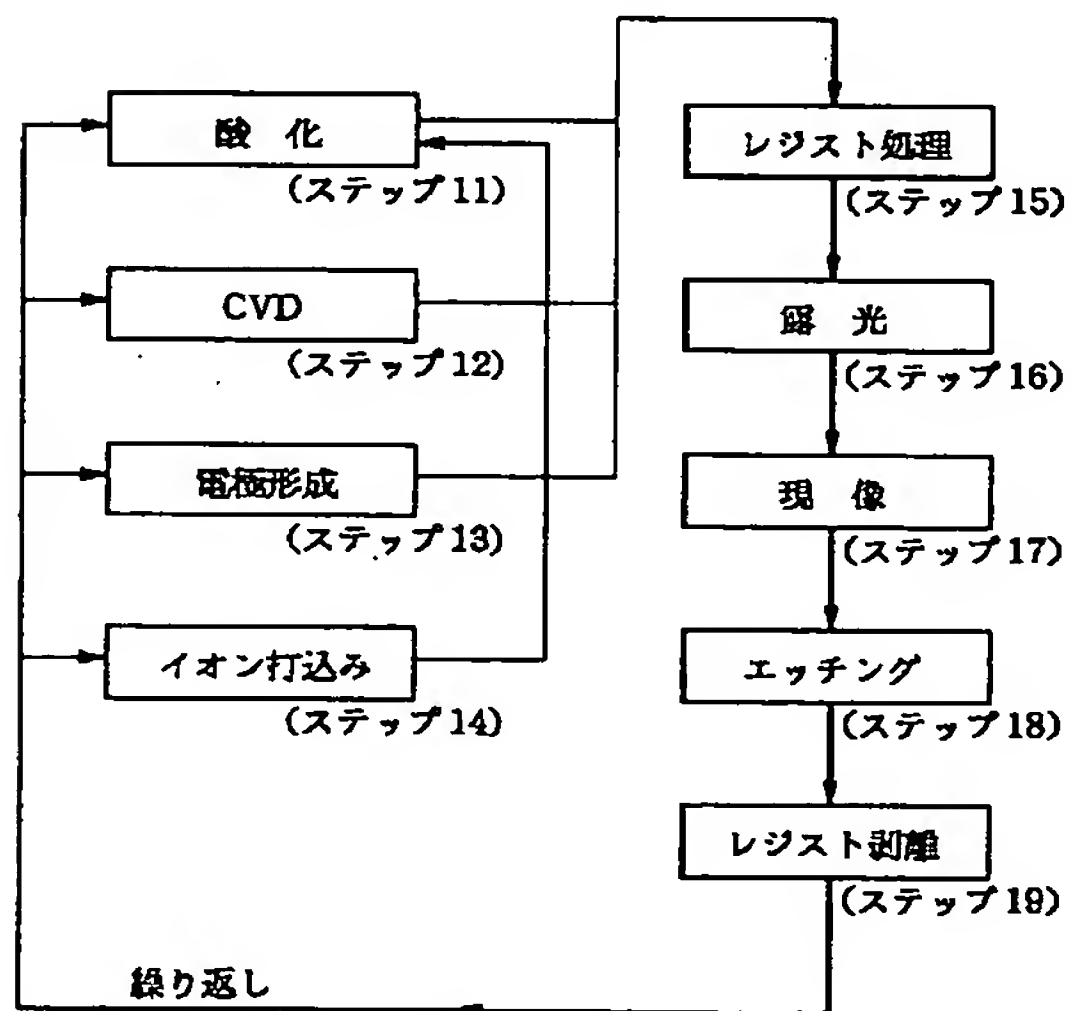 酸 化
(ステップ11)
CVD
(ステップ12)
電極形成
(ステップ13)
イオン打込み
(ステップ14)
レジスト処理
(ステップ15)
露 光
(ステップ16)
現 像
(ステップ17)
エッチング
(ステップ18)
レジスト剥離
(ステップ19)
繰り返し